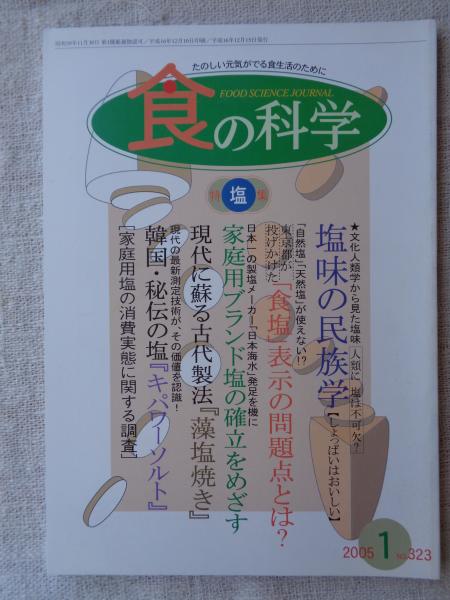 昭和50年11月30日 第3種郵便物認可/平成16年12月10日印刷/平成16年12月15日発行
たのしい元気がでる食生活のために
FOOD SCIENCE JOURNAL
食の科学
特 塩 集
★文化人類学から見た塩味 人類に 塩は不可欠?
塩味の民族学【しょっぱいはおいしい】
「自然塩」「天然塩」が使えない!?
東京都が投げかけた「食塩」表示の問題点とは?
日本一の製塩メーカー「日本海水」発足を機に
家庭用ブランド塩の確立をめざす
現代に蘇る古代製法『藻塩焼き』
現代の最新測定技術が、その価値を認識!
韓国・秘伝の塩『キパワーソルト』
[家庭用塩の消費実態に関する調査]
2005 1 No.323